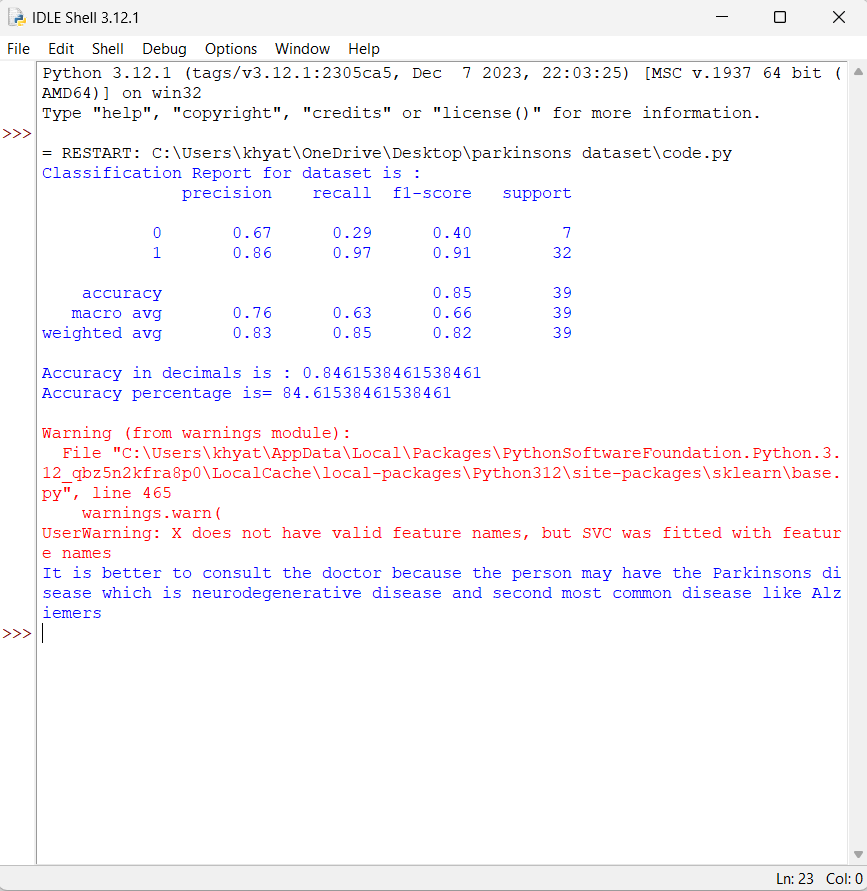 IDLE Shell 3.12.1
File Edit Shell Debug Options Window Help
Python 3.12.1 (tags/v3.12.1:2305ca5, Dec  7 2023, 22:03:25) [MSC v.1937 64 bit (
AMD64)] on win32
Type "help", "copyright", "credits" or "license()" for more information.
>>>
= RESTART: C:\Users\khyat\OneDrive\Desktop\parkinsons dataset\code.py
Classification Report for dataset is :
              precision    recall  f1-score   support
           0       0.67      0.29      0.40         7
           1       0.86      0.97      0.91        32
    accuracy                           0.85        39
   macro avg       0.76      0.63      0.66        39
weighted avg       0.83      0.85      0.82        39
Accuracy in decimals is : 0.8461538461538461
Accuracy percentage is= 84.61538461538461
Warning (from warnings module):
  File "C:\Users\khyat\AppData\Local\Packages\PythonSoftwareFoundation.Python.3.
12_qbz5n2kfra8p0\LocalCache\local-packages\Python312\site-packages\sklearn\base.
py", line 465
    warnings.warn(
UserWarning: X does not have valid feature names, but SVC was fitted with featur
e names
It is better to consult the doctor because the person may have the Parkinsons di
sease which is neurodegenerative disease and second most common disease like Alz
iemers
>>>
Ln: 23 Col: 0